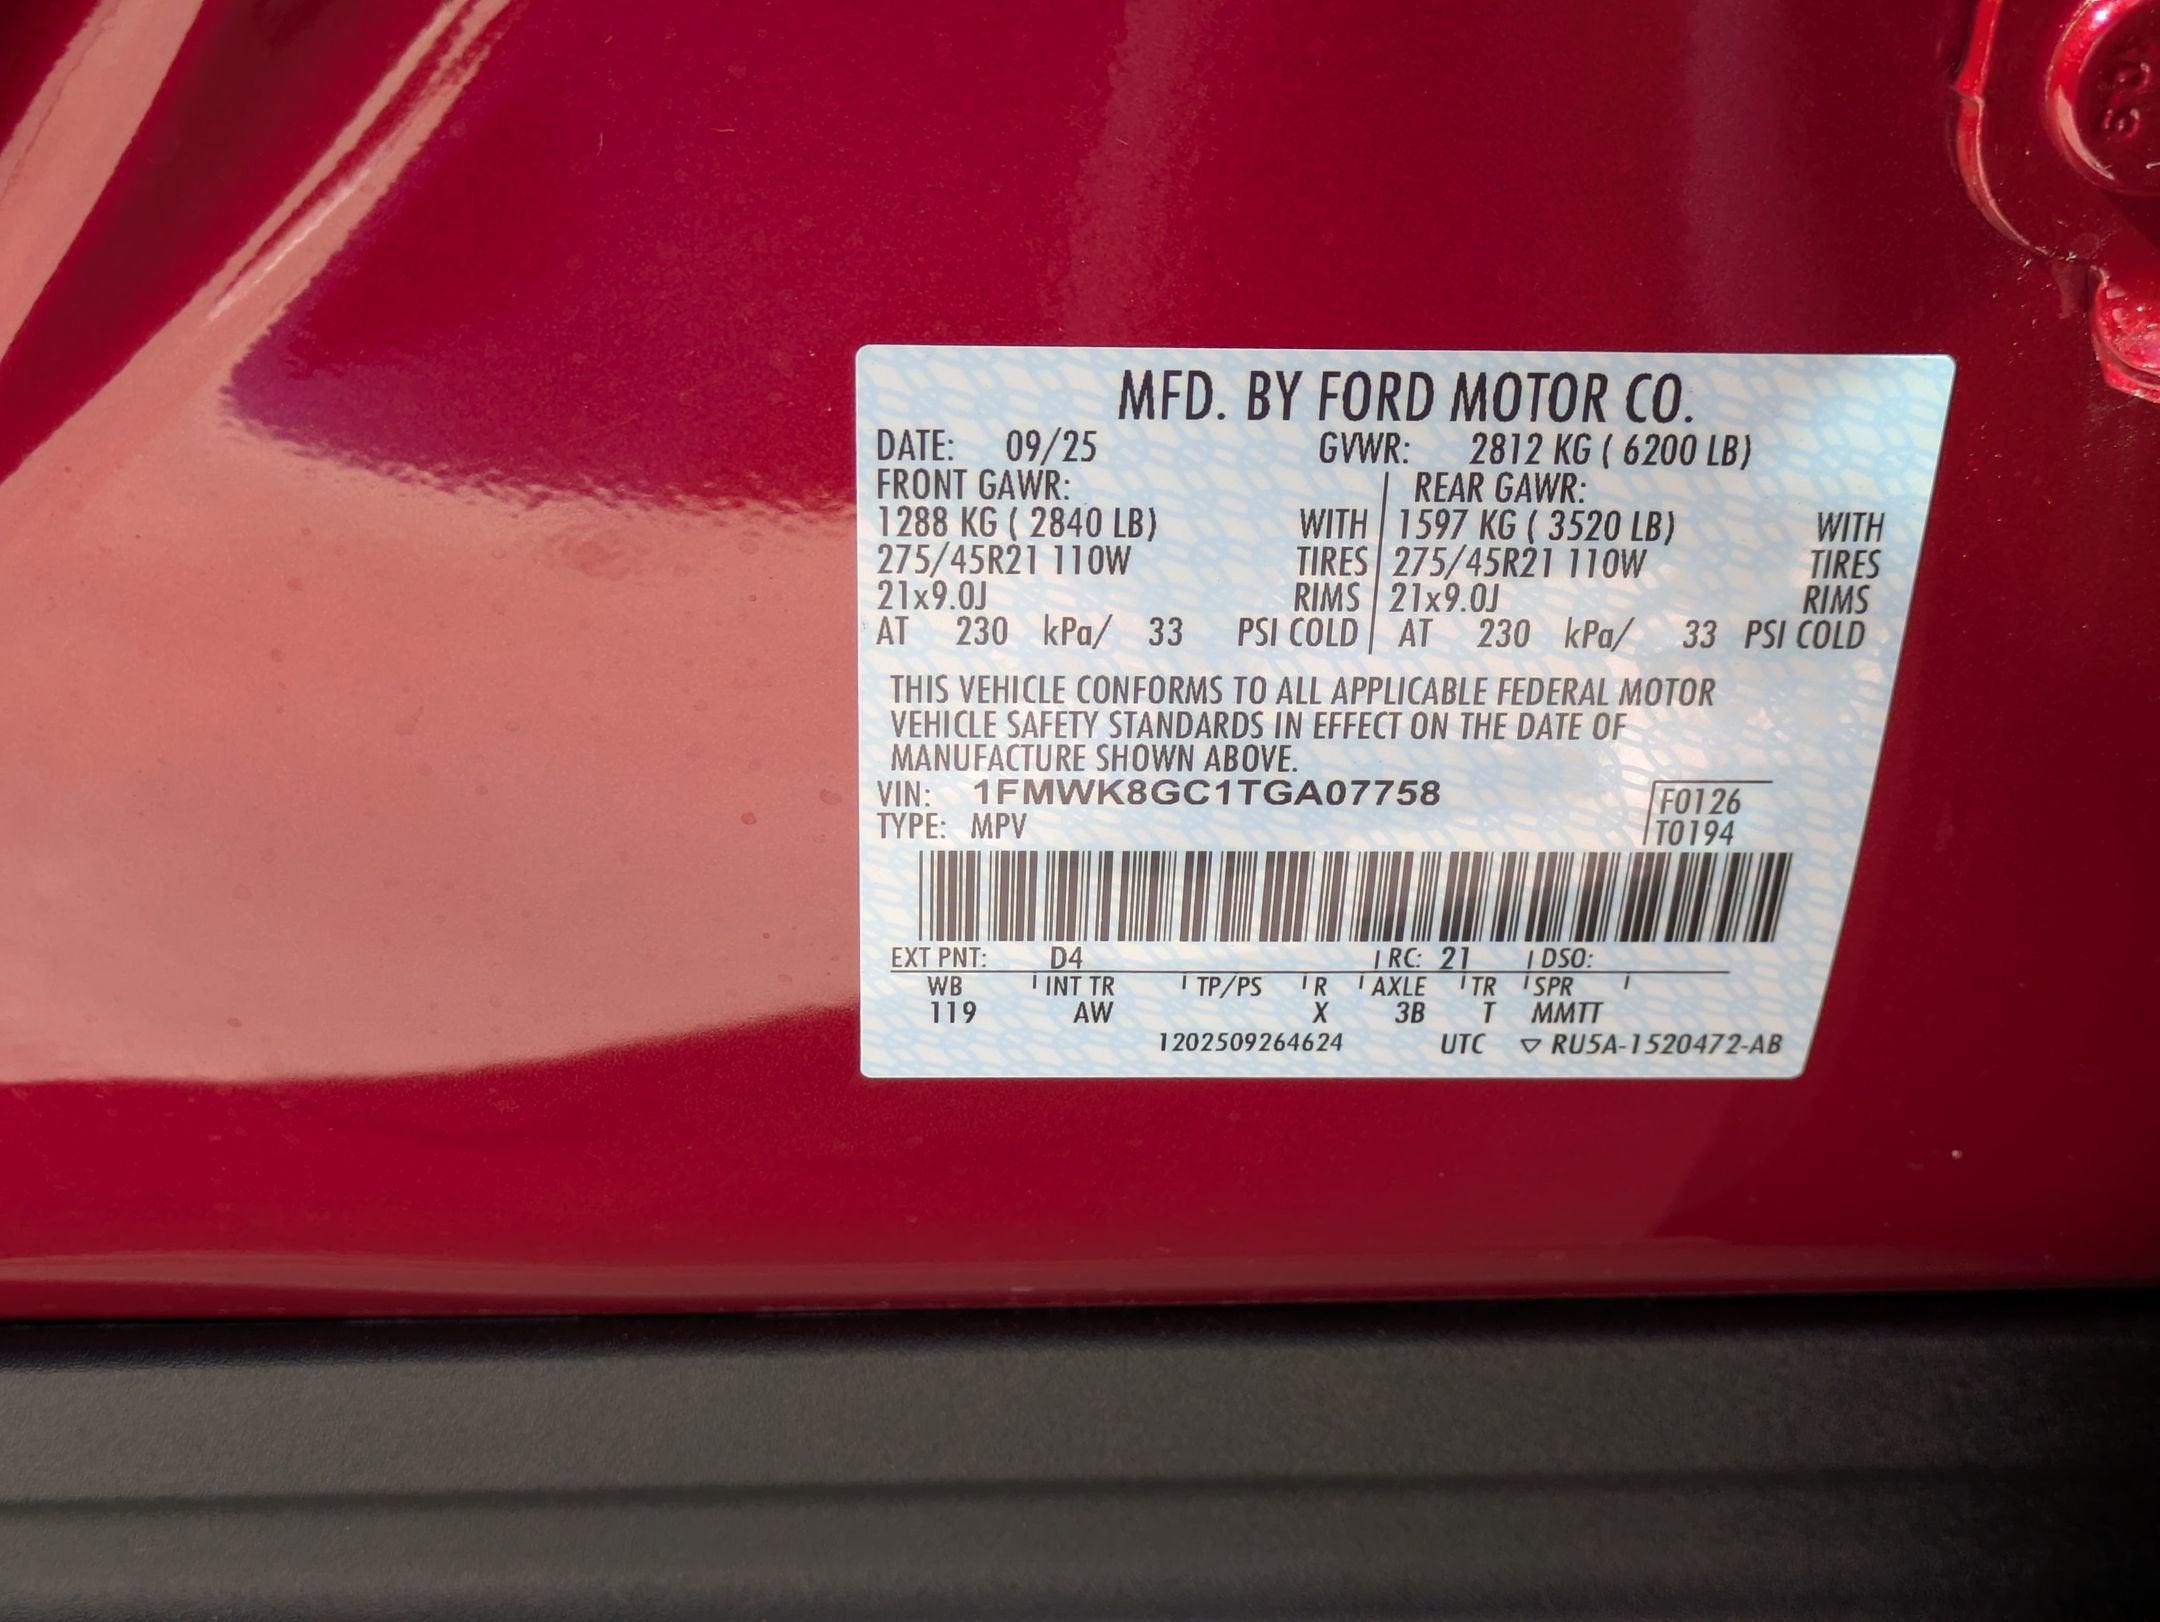 MFD. BY FORD MOTOR CO.
DATE: 09/25 GVWR: 2812 KG ( 6200 LB)
FRONT GAWR: REAR GAWR:
1288 KG ( 2840 LB) WITH 1597 KG ( 3520 LB) WITH
275/45R21 110W TIRES 275/45R21 110W TIRES
21x9.0J RIMS 21x9.0J RIMS
AT 230 kPa/ 33 PSI COLD AT 230 kPa/ 33 PSI COLD
THIS VEHICLE CONFORMS TO ALL APPLICABLE FEDERAL MOTOR
VEHICLE SAFETY STANDARDS IN EFFECT ON THE DATE OF
MANUFACTURE SHOWN ABOVE.
VIN: 1FMWK8GC1TGA07758 F0126
TYPE: MPV T0194
EXT PNT: D4 RC: 21 DSO:
WB INT TR TP/PS R AXLE TR SPR
119 AW X 3B T MMTT
1202509264624 UTC ▽ RU5A-1520472-AB